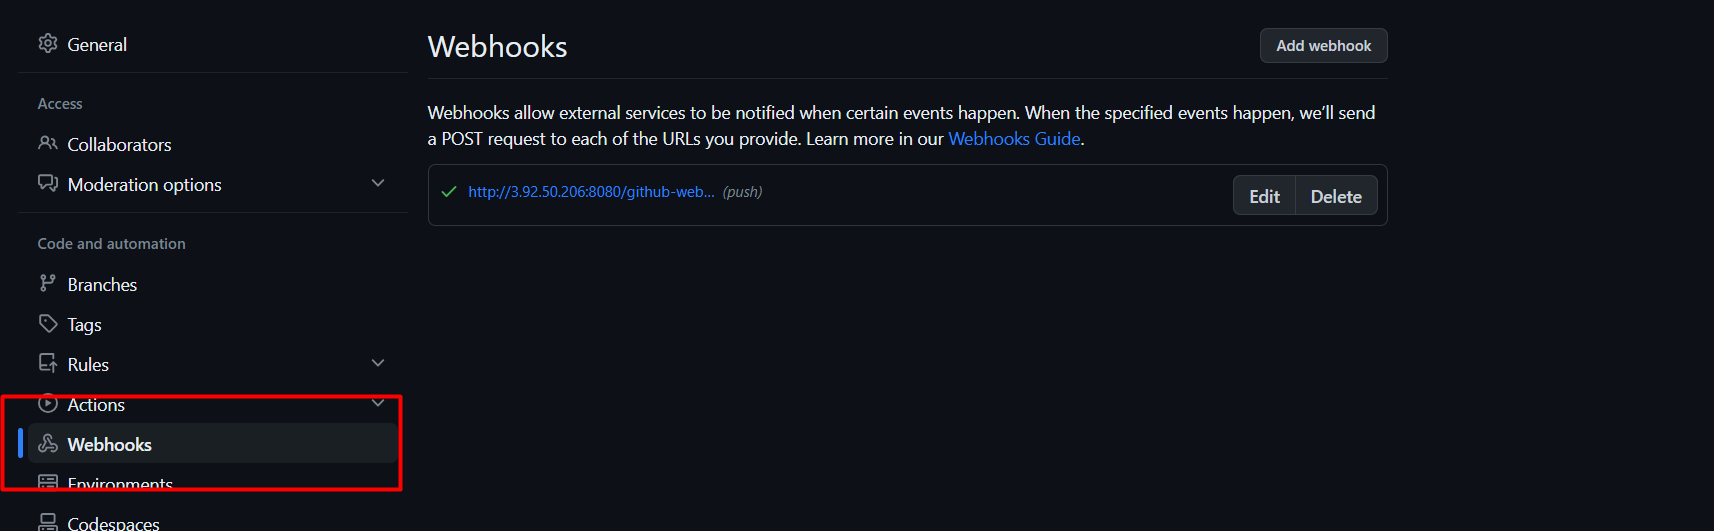 General
Access
Collaborators
Moderation options
Code and automation
Branches
Tags
Rules
Actions
Webhooks
Environments
Codespaces
Webhooks
Add webhook
Webhooks allow external services to be notified when certain events happen. When the specified events happen, we’ll send
a POST request to each of the URLs you provide. Learn more in our Webhooks Guide.
http://3.92.50.206:8080/github-web... (push)
Edit
Delete